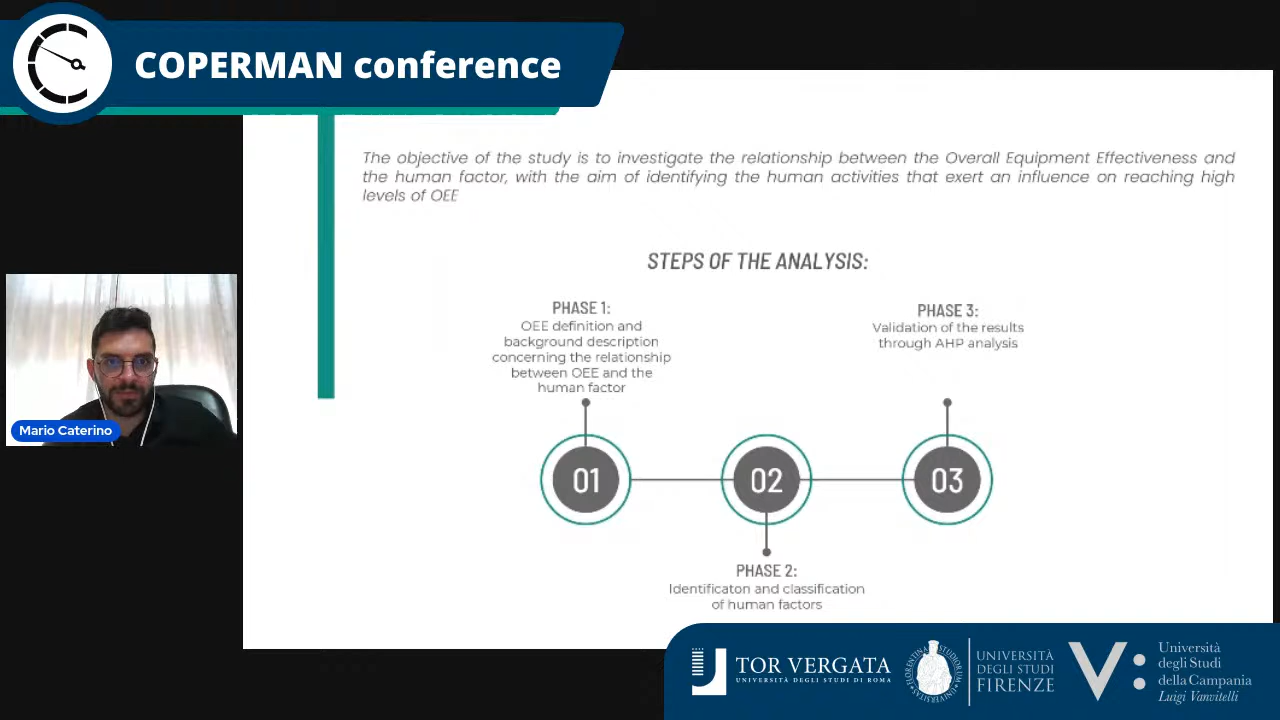 COPERMAN conference
The objective of the study is to investigate the relationship between the Overall Equipment Effectiveness and
the human factor, with the aim of identifying the human activities that exert an influence on reaching high
levels of OEE
STEPS OF THE ANALYSIS:
PHASE 1:
OEE definition and
background description
concerning the relationship
between OEE and the
human factor
PHASE 3:
Validation of the results
through AHP analysis
01
02
03
PHASE 2:
Identificaton and classification
of human factors
Mario Caterino
TOR VERGATA
UNIVERSITÀ DEGLI STUDI DI ROMA
UNIVERSITÀ
DEGLI STUDI
FIRENZE
V:
Università
degli Studi
della Campania
Luigi Vanvitelli